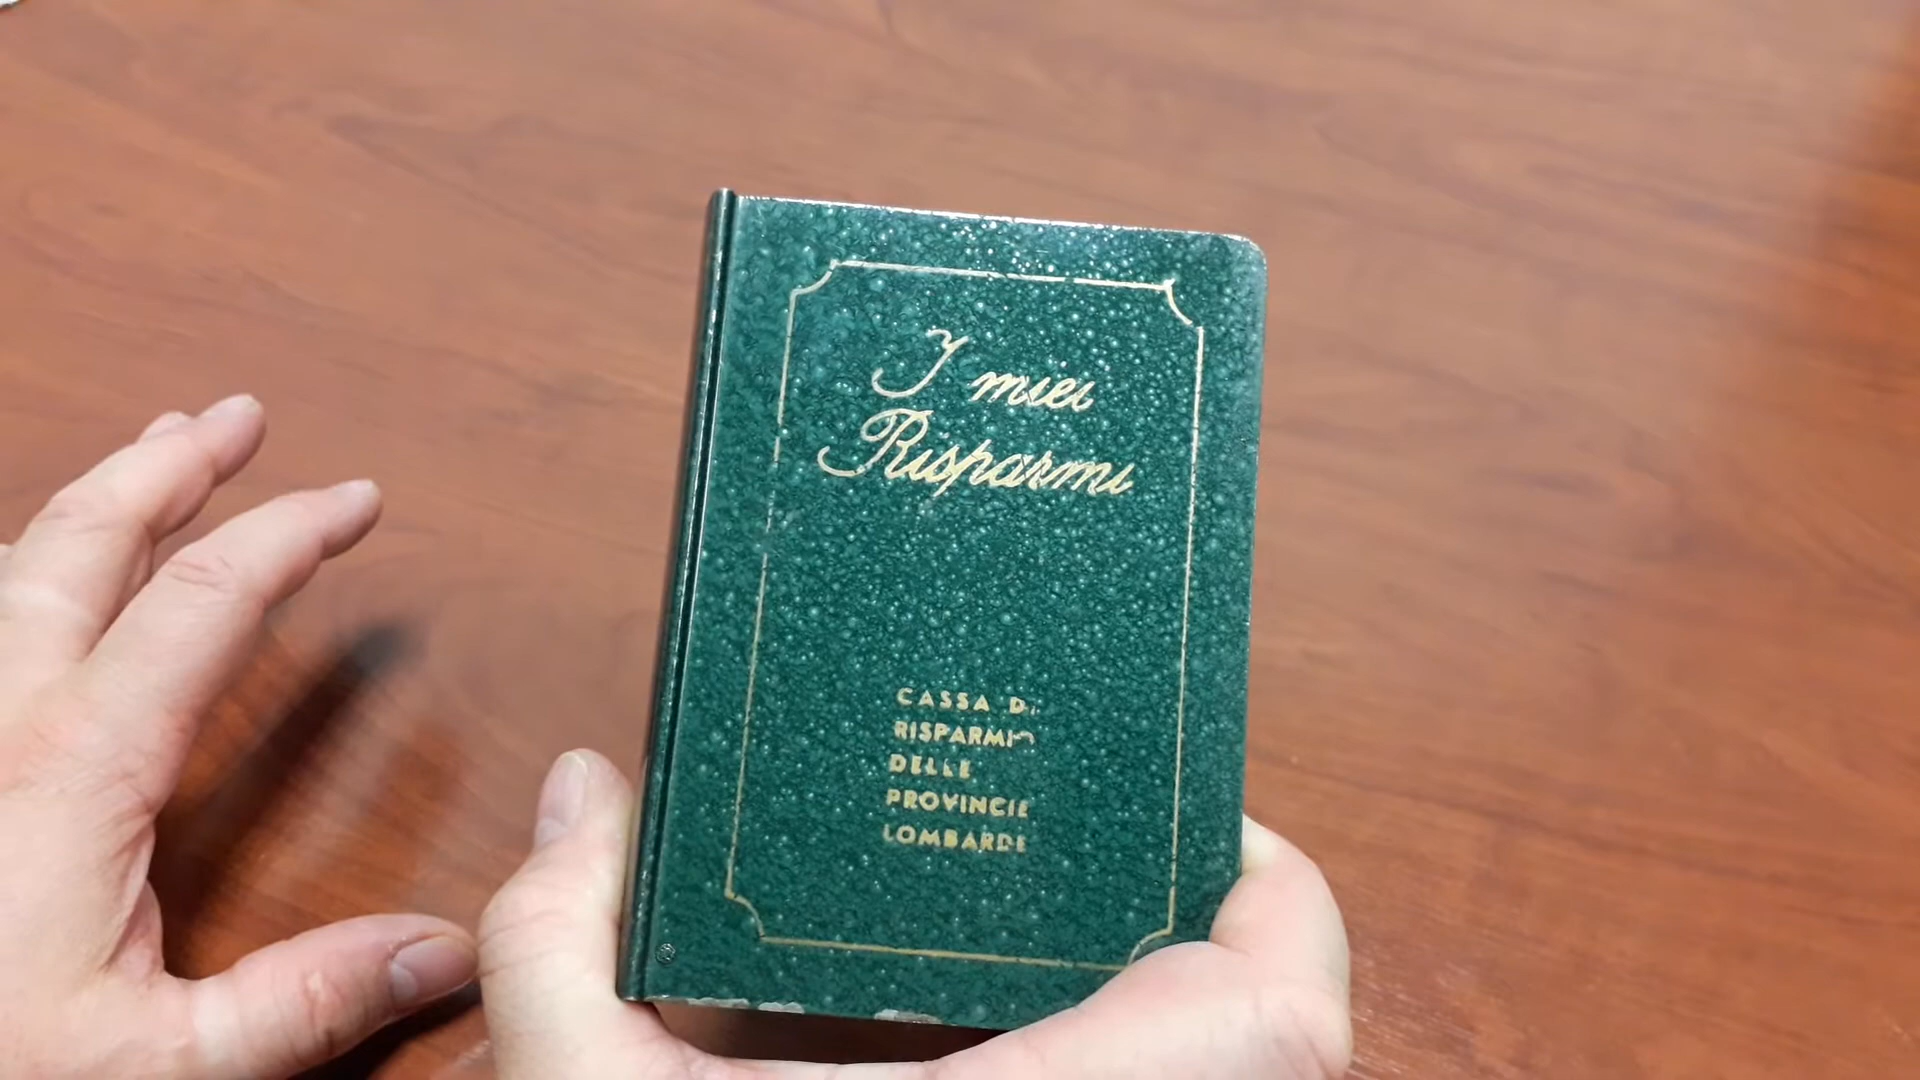 I miei
Risparmi
CASSA DI
RISPARMIO
DELLE
PROVINCIE
LOMBARDE